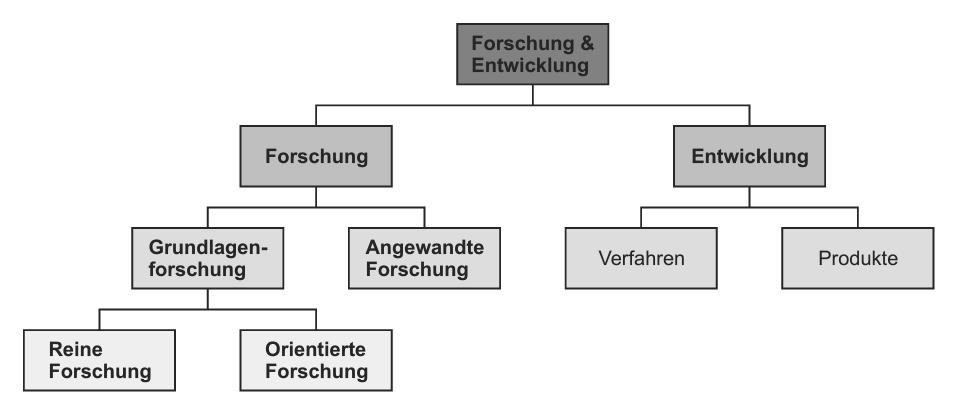 Forschung &
Entwicklung
Forschung
Entwicklung
Grundlagen-
forschung
Angewandte
Forschung
Verfahren
Produkte
Reine
Forschung
Orientierte
Forschung